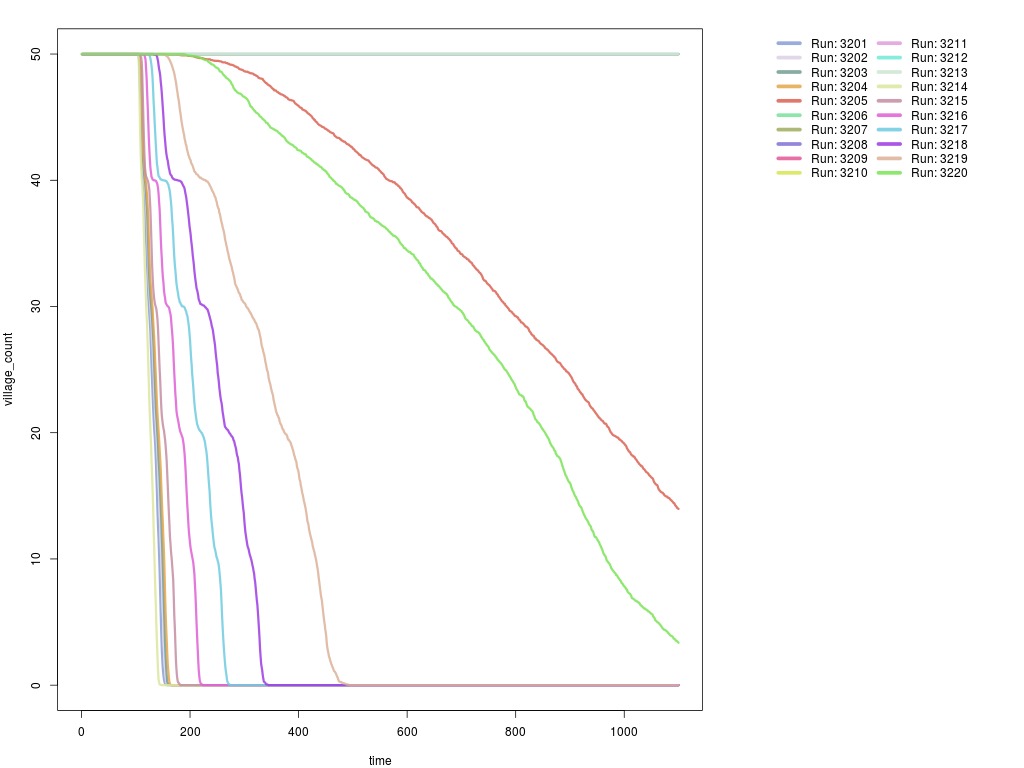 50
40
30
20
10
0
village_count
0 200 400 600 800 1000
time
Run: 3201 Run: 3211
Run: 3202 Run: 3212
Run: 3203 Run: 3213
Run: 3204 Run: 3214
Run: 3205 Run: 3215
Run: 3206 Run: 3216
Run: 3207 Run: 3217
Run: 3208 Run: 3218
Run: 3209 Run: 3219
Run: 3210 Run: 3220